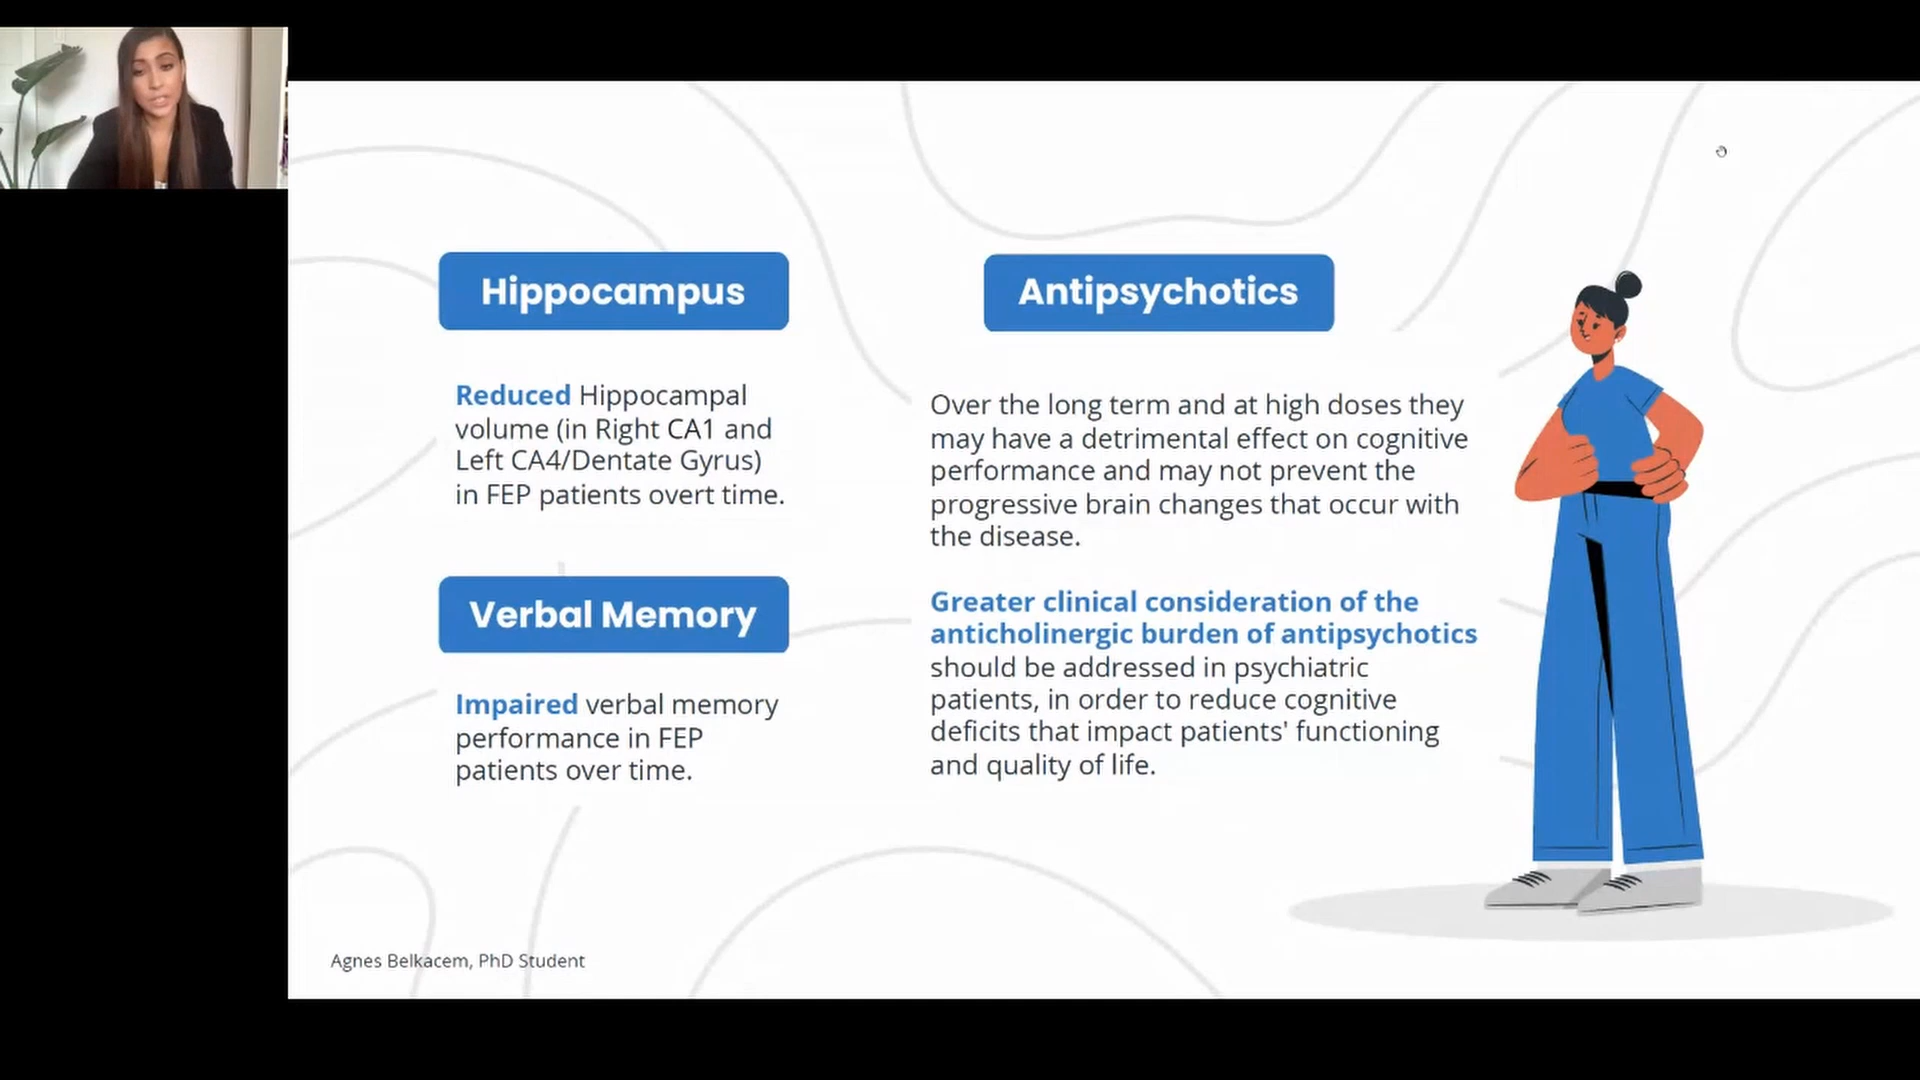 Hippocampus
Reduced Hippocampal
volume (in Right CA1 and
Left CA4/Dentate Gyrus)
in FEP patients overt time.
Verbal Memory
Impaired verbal memory
performance in FEP
patients over time.
Antipsychotics
Over the long term and at high doses they
may have a detrimental effect on cognitive
performance and may not prevent the
progressive brain changes that occur with
the disease.
Greater clinical consideration of the
anticholinergic burden of antipsychotics
should be addressed in psychiatric
patients, in order to reduce cognitive
deficits that impact patients' functioning
and quality of life.
Agnes Belkacem, PhD Student